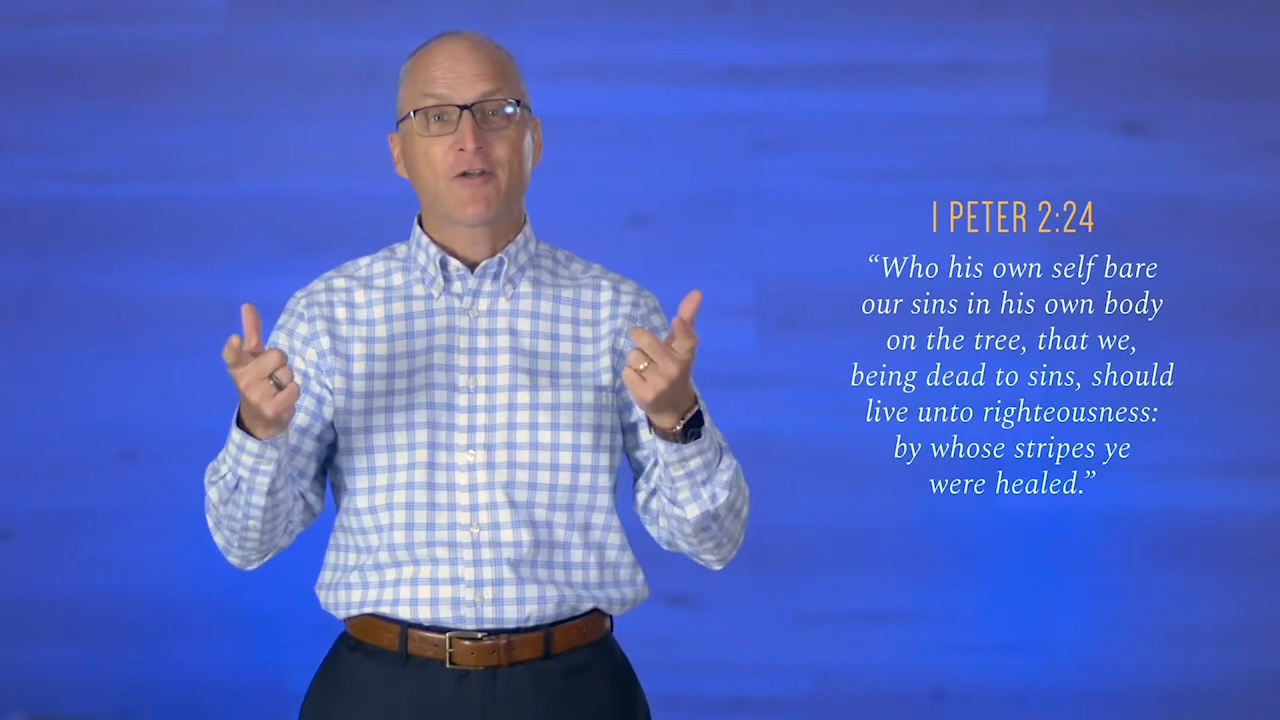 I PETER 2:24
“Who his own self bare
our sins in his own body
on the tree, that we,
being dead to sins, should
live unto righteousness:
by whose stripes ye
were healed.”